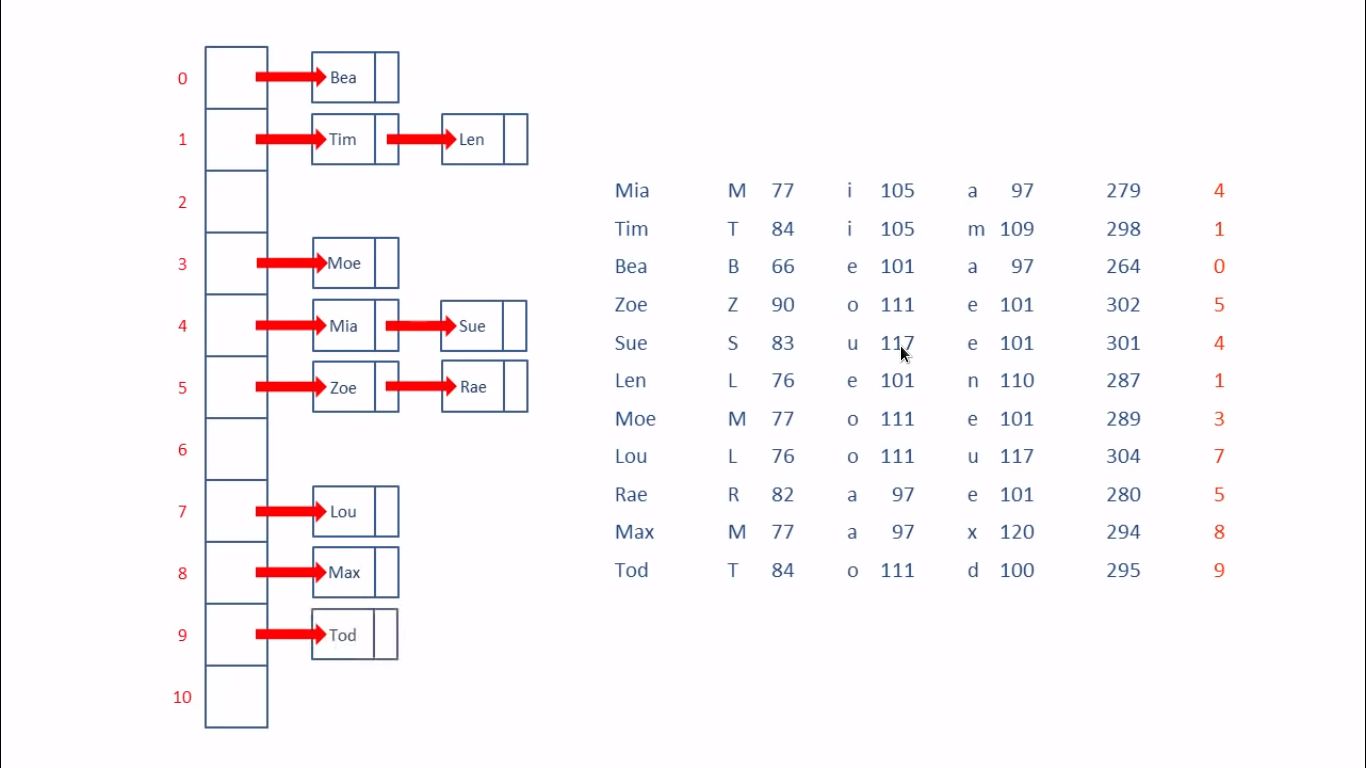 0 Bea
1 Tim Len
2
3 Moe
4 Mia Sue
5 Zoe Rae
6
7 Lou
8 Max
9 Tod
10
Mia M 77 i 105 a 97 279 4
Tim T 84 i 105 m 109 298 1
Bea B 66 e 101 a 97 264 0
Zoe Z 90 o 111 e 101 302 5
Sue S 83 u 117 e 101 301 4
Len L 76 e 101 n 110 287 1
Moe M 77 o 111 e 101 289 3
Lou L 76 o 111 u 117 304 7
Rae R 82 a 97 e 101 280 5
Max M 77 a 97 x 120 294 8
Tod T 84 o 111 d 100 295 9